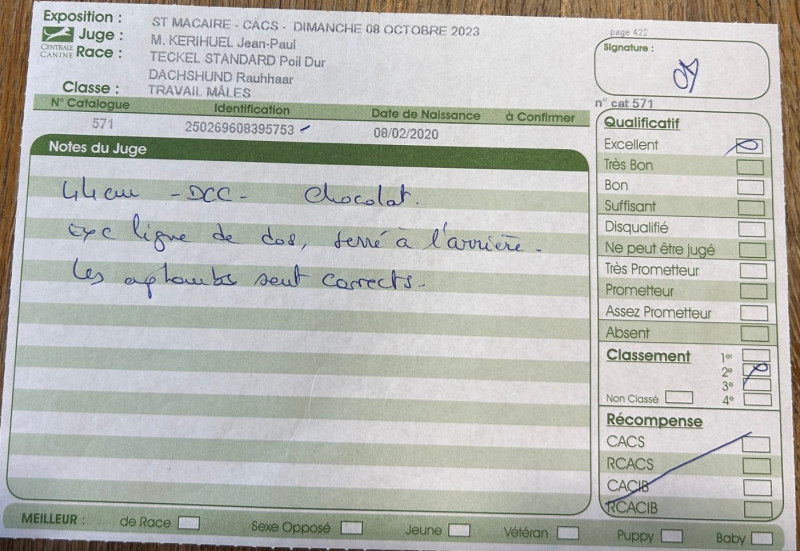 Exposition : ST MACAIRE - CACS - DIMANCHE 08 OCTOBRE 2023
Juge : M. KERIHUEL Jean-Paul
CENTRALE CANINE
Race : TECKEL STANDARD Poil Dur
DACHSHUND Rauhhaar
Classe : TRAVAIL MÂLES
page 422
Signature :
N° Catalogue Identification Date de Naissance à Confirmer
571 250269608395753 08/02/2020
n° cat 571
Notes du Juge
44cm - DCC - Chocolat.
Exc ligne de dos, serré à l'arrière.
Les aplombs sont corrects.
Qualificatif
Excellent
Très Bon
Bon
Suffisant
Disqualifié
Ne peut être jugé
Très Prometteur
Prometteur
Assez Prometteur
Absent
Classement 1er
2e
3e
Non Classé 4e
Récompense
CACS
RCACS
CACIB
RCACIB
MEILLEUR : de Race Sexe Opposé Jeune Vétéran Puppy Baby